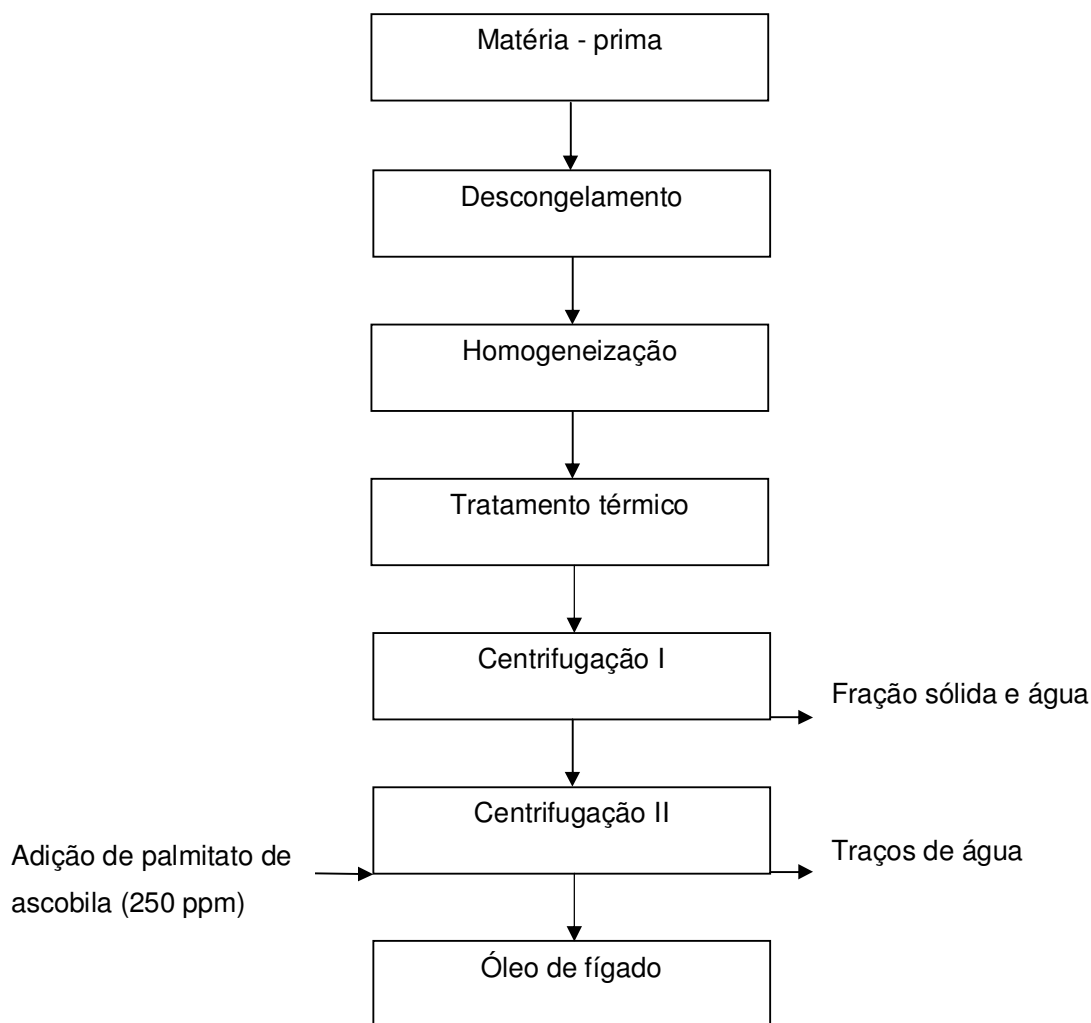 Matéria - prima
Descongelamento
Homogeneização
Tratamento térmico
Centrifugação I
Fração sólida e água
Centrifugação II
Adição de palmitato de
ascobila (250 ppm)
Traços de água
Óleo de fígado